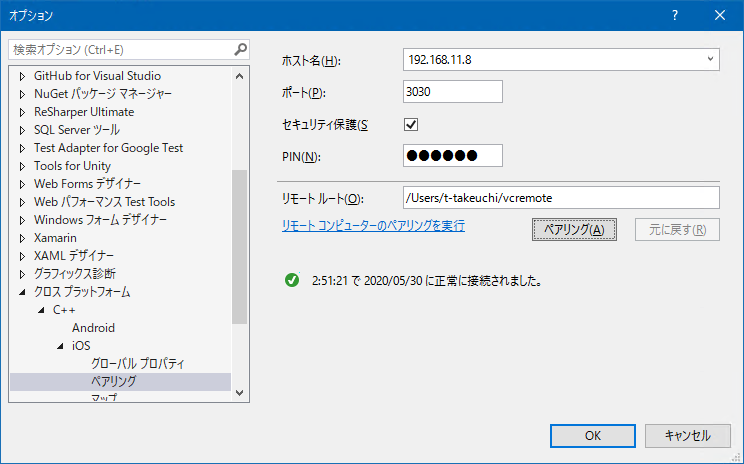 オプション
検索オプション (Ctrl+E)
GitHub for Visual Studio
NuGet パッケージ マネージャー
ReSharper Ultimate
SQL Server ツール
Test Adapter for Google Test
Tools for Unity
Web Forms デザイナー
Web パフォーマンス Test Tools
Windows フォーム デザイナー
Xamarin
XAML デザイナー
グラフィックス診断
クロス プラットフォーム
C++
Android
iOS
グローバル プロパティ
ペアリング
マップ
ホスト名(H):
192.168.11.8
ポート(P):
3030
セキュリティ保護(S
PIN(N):
●●●●●●
リモート ルート(O):
/Users/t-takeuchi/vcremote
リモート コンピューターのペアリングを実行
ペアリング(A)
元に戻す(R)
2:51:21 で 2020/05/30 に正常に接続されました。
OK
キャンセル